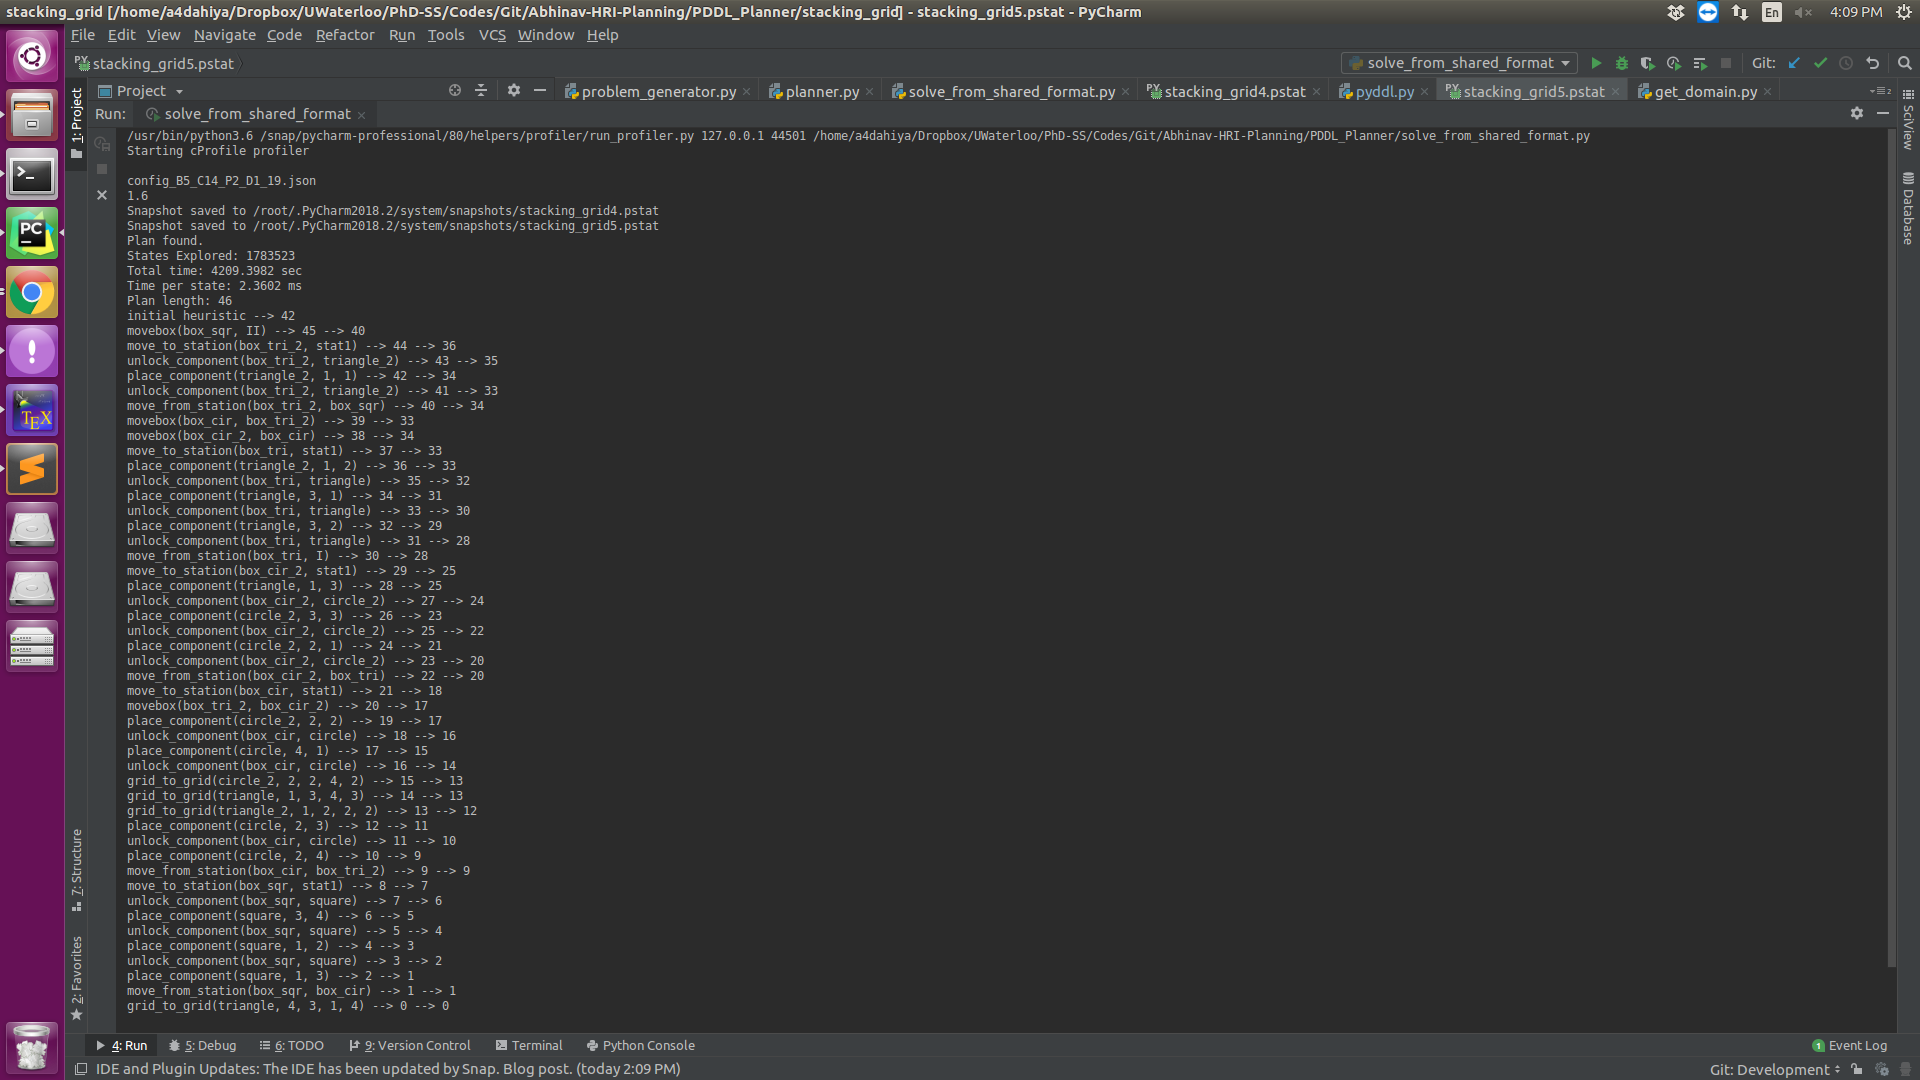 stacking_grid [/home/a4dahiya/Dropbox/UWaterloo/PhD-SS/Codes/Git/Abhinav-HRI-Planning/PDDL_Planner/stacking_grid] - stacking_grid5.pstat - PyCharm
En
4:09 PM
File Edit View Navigate Code Refactor Run Tools VCS Window Help
stacking_grid5.pstat
solve_from_shared_format
Git:
Project
problem_generator.py
planner.py
solve_from_shared_format.py
stacking_grid4.pstat
pyddl.py
stacking_grid5.pstat
get_domain.py
Run: solve_from_shared_format
/usr/bin/python3.6 /snap/pycharm-professional/80/helpers/profiler/run_profiler.py 127.0.0.1 44501 /home/a4dahiya/Dropbox/UWaterloo/PhD-SS/Codes/Git/Abhinav-HRI-Planning/PDDL_Planner/solve_from_shared_format.py
Starting cProfile profiler
config_B5_C14_P2_D1_19.json
1.6
Snapshot saved to /root/.PyCharm2018.2/system/snapshots/stacking_grid4.pstat
Snapshot saved to /root/.PyCharm2018.2/system/snapshots/stacking_grid5.pstat
Plan found.
States Explored: 1783523
Total time: 4209.3982 sec
Time per state: 2.3602 ms
Plan length: 46
initial heuristic --> 42
movebox(box_sqr, II) --> 45 --> 40
move_to_station(box_tri_2, stat1) --> 44 --> 36
unlock_component(box_tri_2, triangle_2) --> 43 --> 35
place_component(triangle_2, 1, 1) --> 42 --> 34
unlock_component(box_tri_2, triangle_2) --> 41 --> 33
move_from_station(box_tri_2, box_sqr) --> 40 --> 34
movebox(box_cir, box_tri_2) --> 39 --> 33
movebox(box_cir_2, box_cir) --> 38 --> 34
move_to_station(box_tri, stat1) --> 37 --> 33
place_component(triangle_2, 1, 2) --> 36 --> 33
unlock_component(box_tri, triangle) --> 35 --> 32
place_component(triangle, 3, 1) --> 34 --> 31
unlock_component(box_tri, triangle) --> 33 --> 30
place_component(triangle, 3, 2) --> 32 --> 29
unlock_component(box_tri, triangle) --> 31 --> 28
move_from_station(box_tri, I) --> 30 --> 28
move_to_station(box_cir_2, stat1) --> 29 --> 25
place_component(triangle, 1, 3) --> 28 --> 25
unlock_component(box_cir_2, circle_2) --> 27 --> 24
place_component(circle_2, 3, 3) --> 26 --> 23
unlock_component(box_cir_2, circle_2) --> 25 --> 22
place_component(circle_2, 2, 1) --> 24 --> 21
unlock_component(box_cir_2, circle_2) --> 23 --> 20
move_from_station(box_cir_2, box_tri) --> 22 --> 20
move_to_station(box_cir, stat1) --> 21 --> 18
movebox(box_tri_2, box_cir_2) --> 20 --> 17
place_component(circle_2, 2, 2) --> 19 --> 17
unlock_component(box_cir, circle) --> 18 --> 16
place_component(circle, 4, 1) --> 17 --> 15
unlock_component(box_cir, circle) --> 16 --> 14
grid_to_grid(circle_2, 2, 2, 4, 2) --> 15 --> 13
grid_to_grid(triangle, 1, 3, 4, 3) --> 14 --> 13
grid_to_grid(triangle_2, 1, 2, 2, 2) --> 13 --> 12
place_component(circle, 2, 3) --> 12 --> 11
unlock_component(box_cir, circle) --> 11 --> 10
place_component(circle, 2, 4) --> 10 --> 9
move_from_station(box_cir, box_tri_2) --> 9 --> 9
move_to_station(box_sqr, stat1) --> 8 --> 7
unlock_component(box_sqr, square) --> 7 --> 6
place_component(square, 3, 4) --> 6 --> 5
unlock_component(box_sqr, square) --> 5 --> 4
place_component(square, 1, 2) --> 4 --> 3
unlock_component(box_sqr, square) --> 3 --> 2
place_component(square, 1, 3) --> 2 --> 1
move_from_station(box_sqr, box_cir) --> 1 --> 1
grid_to_grid(triangle, 4, 3, 1, 4) --> 0 --> 0
1: Project
7: Structure
2: Favorites
SciView
Database
PC
TEX
4: Run 5: Debug 6: TODO 9: Version Control Terminal Python Console
1 Event Log
IDE and Plugin Updates: The IDE has been updated by Snap. Blog post. (today 2:09 PM)
Git: Development